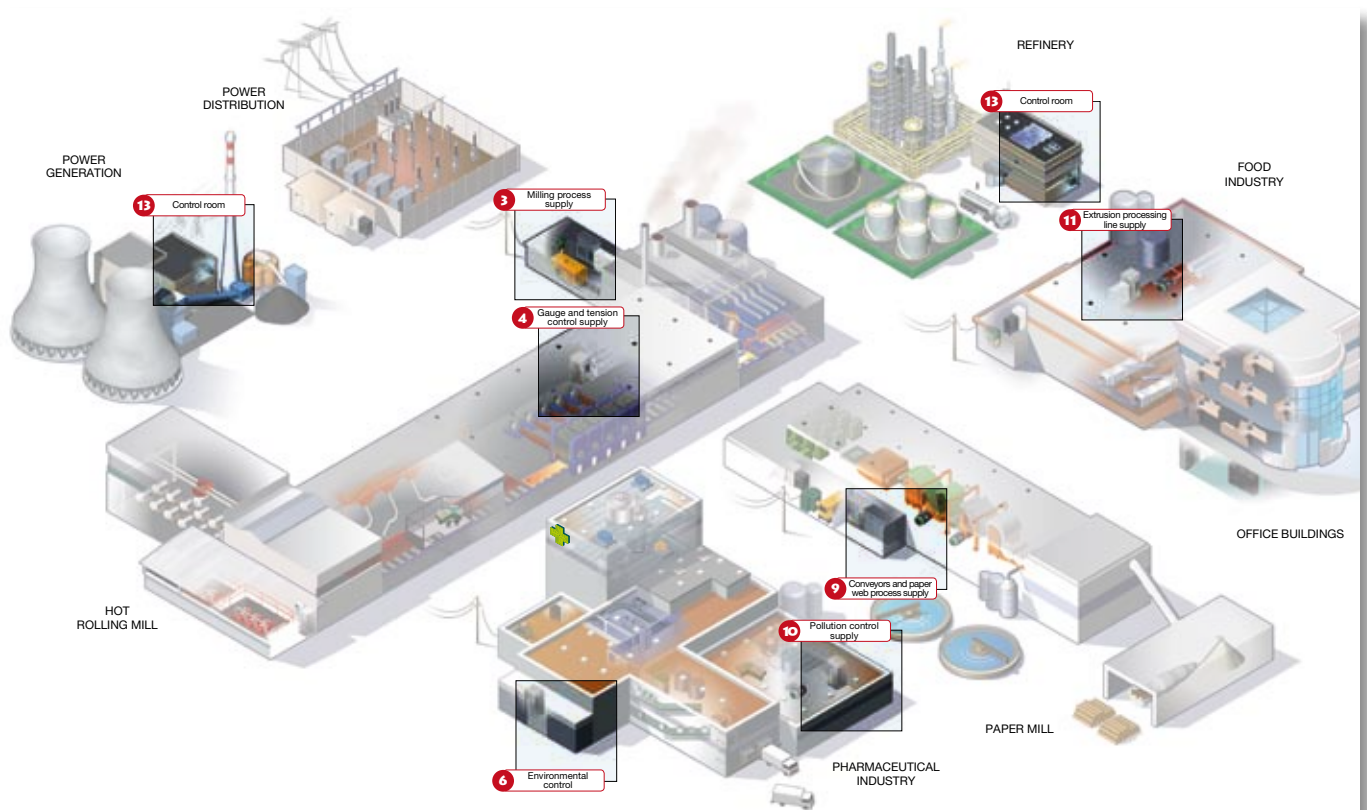 REFINERY
13 Control room
POWER
DISTRIBUTION
POWER
GENERATION
13 Control room
3 Milling process
supply
FOOD
INDUSTRY
11 Extrusion processing
line supply
4 Gauge and tension
control supply
OFFICE BUILDINGS
9 Conveyors and paper
web process supply
HOT
ROLLING MILL
10 Pollution control
supply
PAPER MILL
PHARMACEUTICAL
INDUSTRY
6 Environmental
control